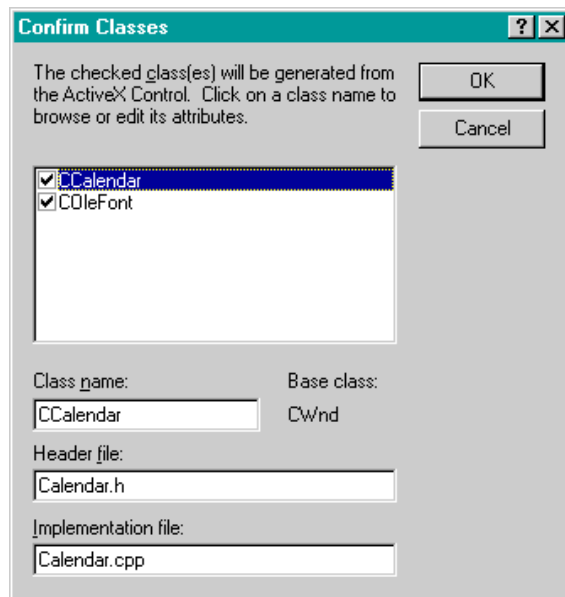 Confirm Classes
The checked class(es) will be generated from
the ActiveX Control. Click on a class name to
browse or edit its attributes.
OK
Cancel
CCalendar
COleFont
Class name:
Base class:
CCalendar
CWnd
Header file:
Calendar.h
Implementation file:
Calendar.cpp